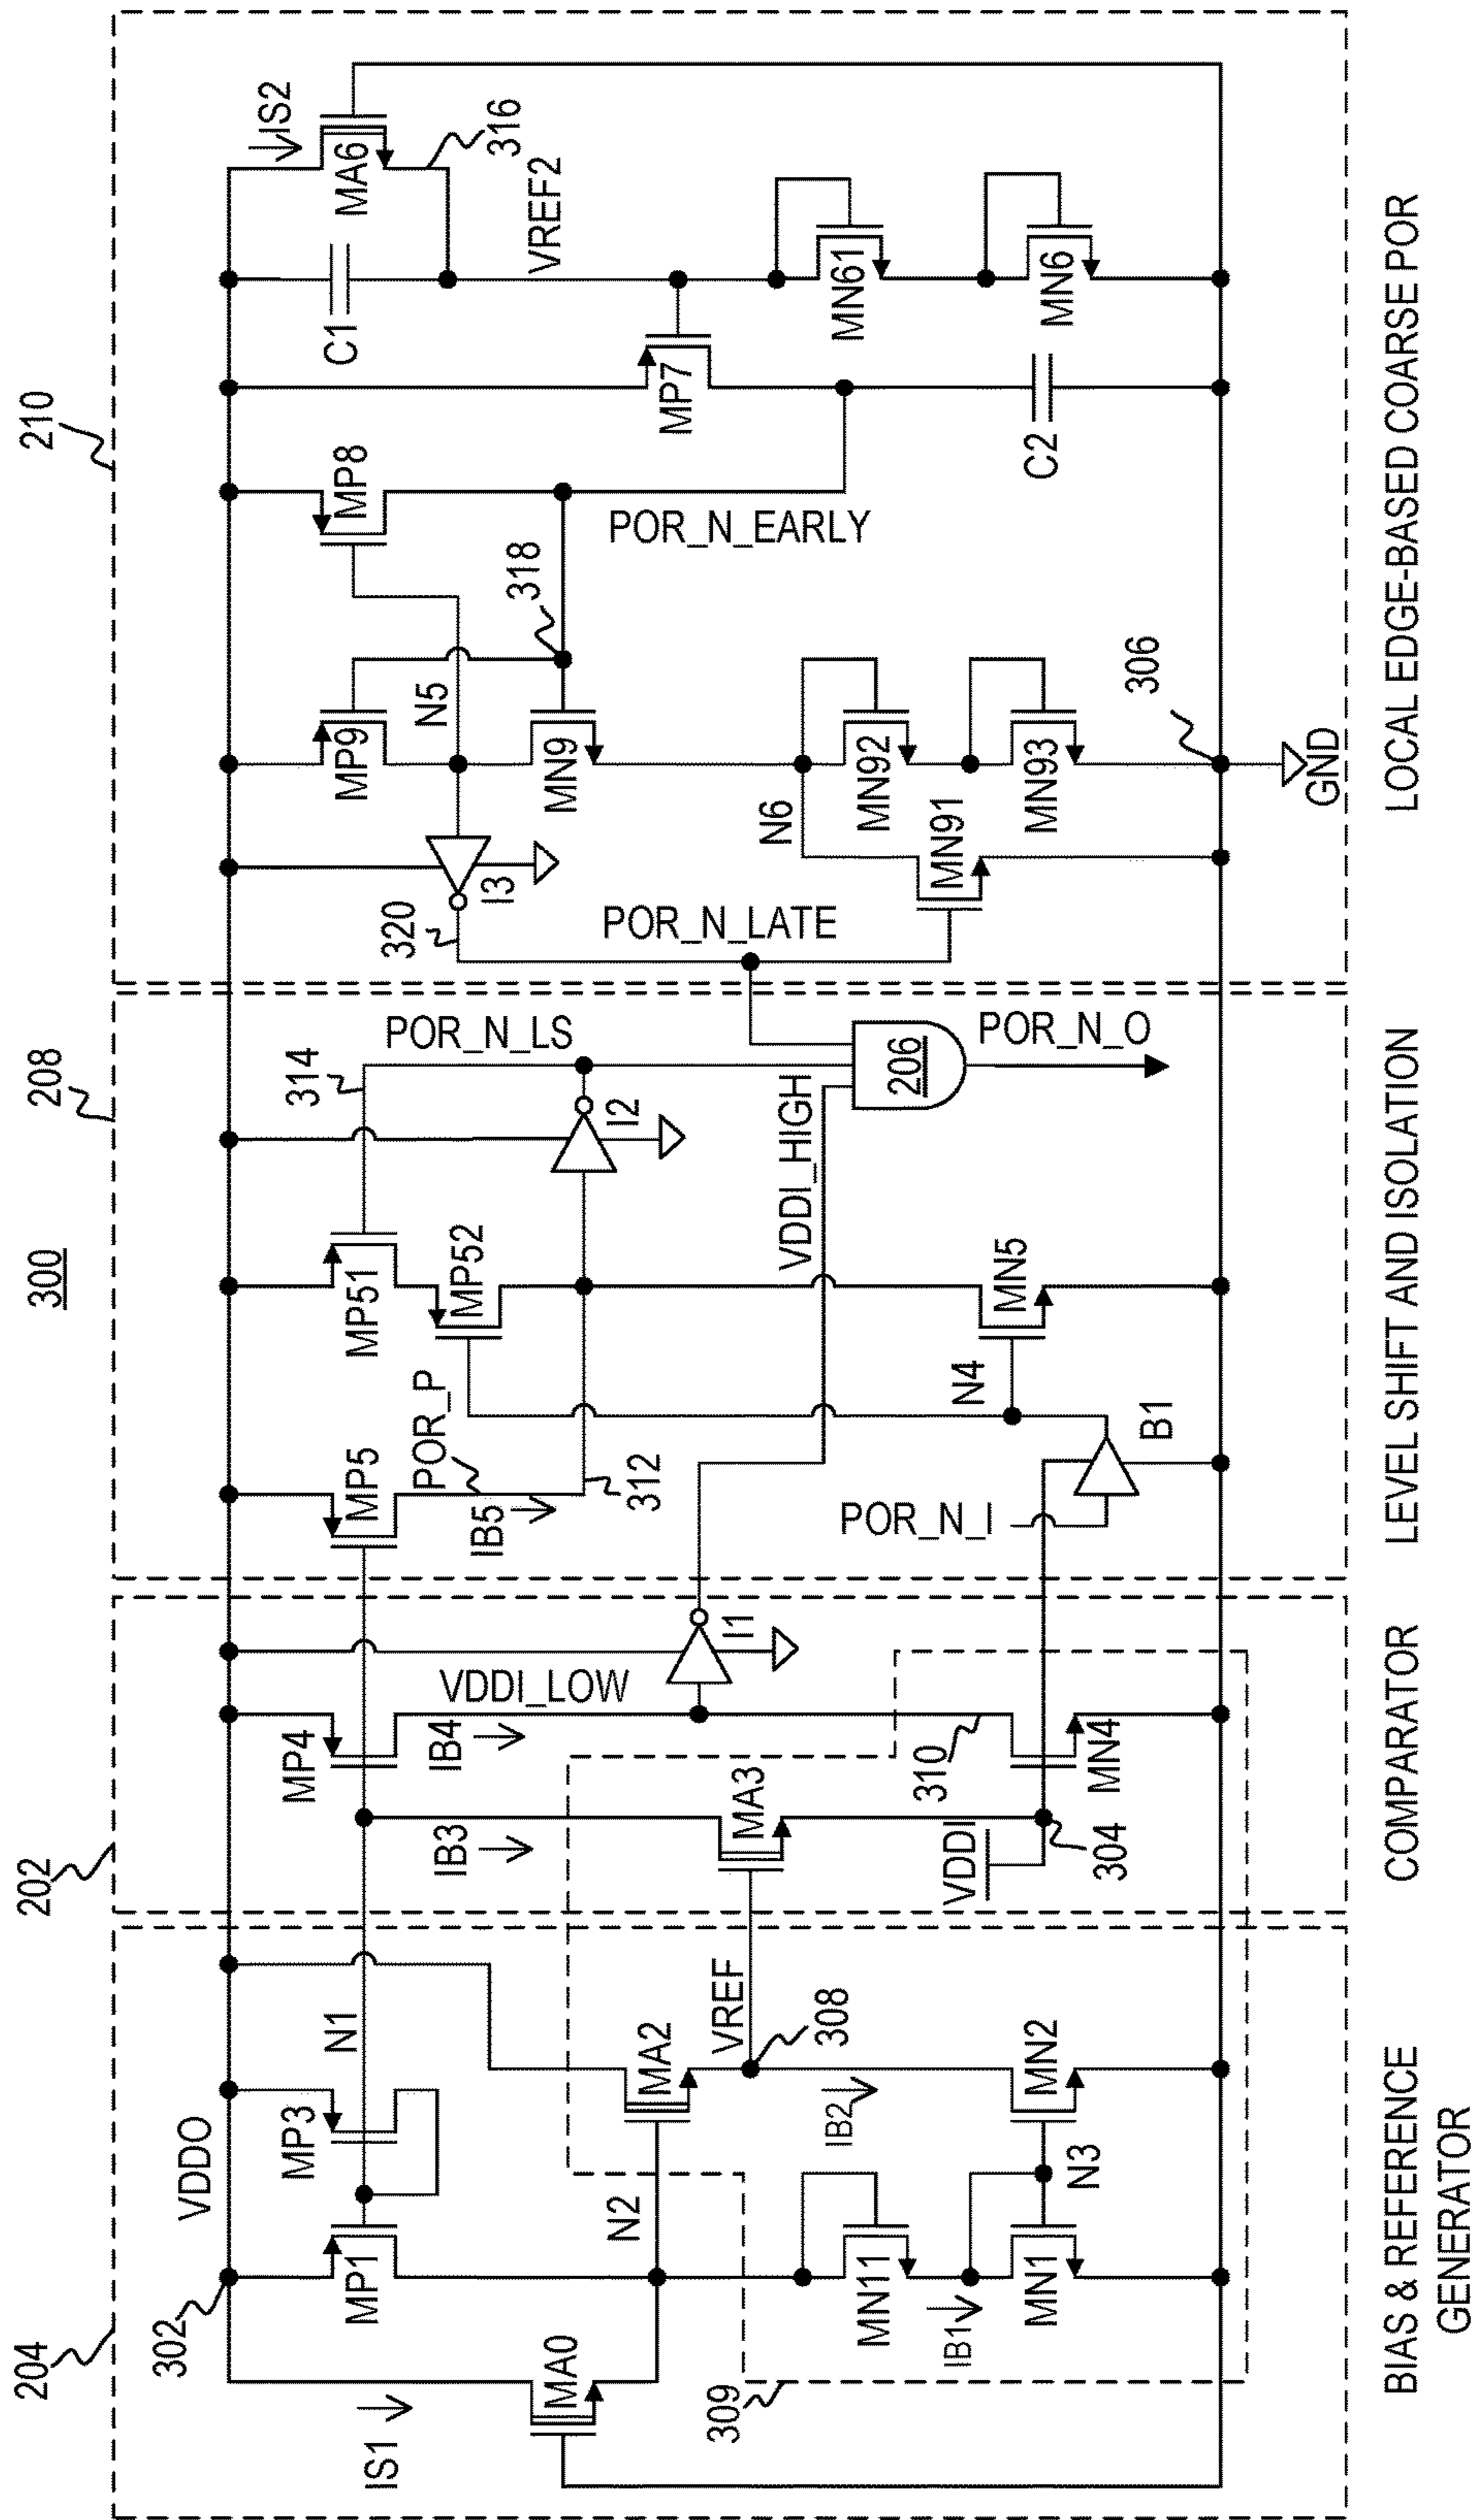 300
204
202
208
210
302
VDDO
IS1
MA0
MP1
MP3
N1
N2
MA2
VREF
308
IB2
MN11
IB1
MN1
N3
MN2
309
MP4
IB4
VDDI_LOW
IB3
MA3
VDDI
304
310
MN4
I1
MP5
POR_P
IB5
312
MP51
MP52
314
POR_N_LS
I2
VDDI_HIGH
206
POR_N_O
N4
MN5
POR_N_I
B1
320
I3
POR_N_LATE
MP9
N5
MN9
318
MP8
POR_N_EARLY
N6
MN91
MN92
MN93
306
GND
C1
MA6
IS2
316
VREF2
MP7
C2
MN61
MN6
BIAS & REFERENCE
GENERATOR
COMPARATOR
LEVEL SHIFT AND ISOLATION
LOCAL EDGE-BASED COARSE POR